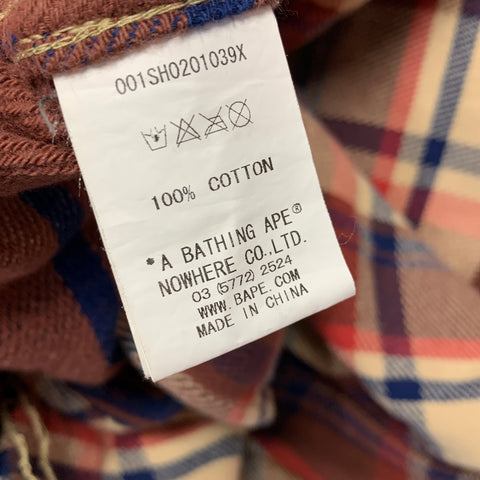 001SH0201039X
100% COTTON
*A BATHING APE®
NOWHERE CO.,LTD.
03 (5772) 2524
WWW.BAPE.COM
MADE IN CHINA